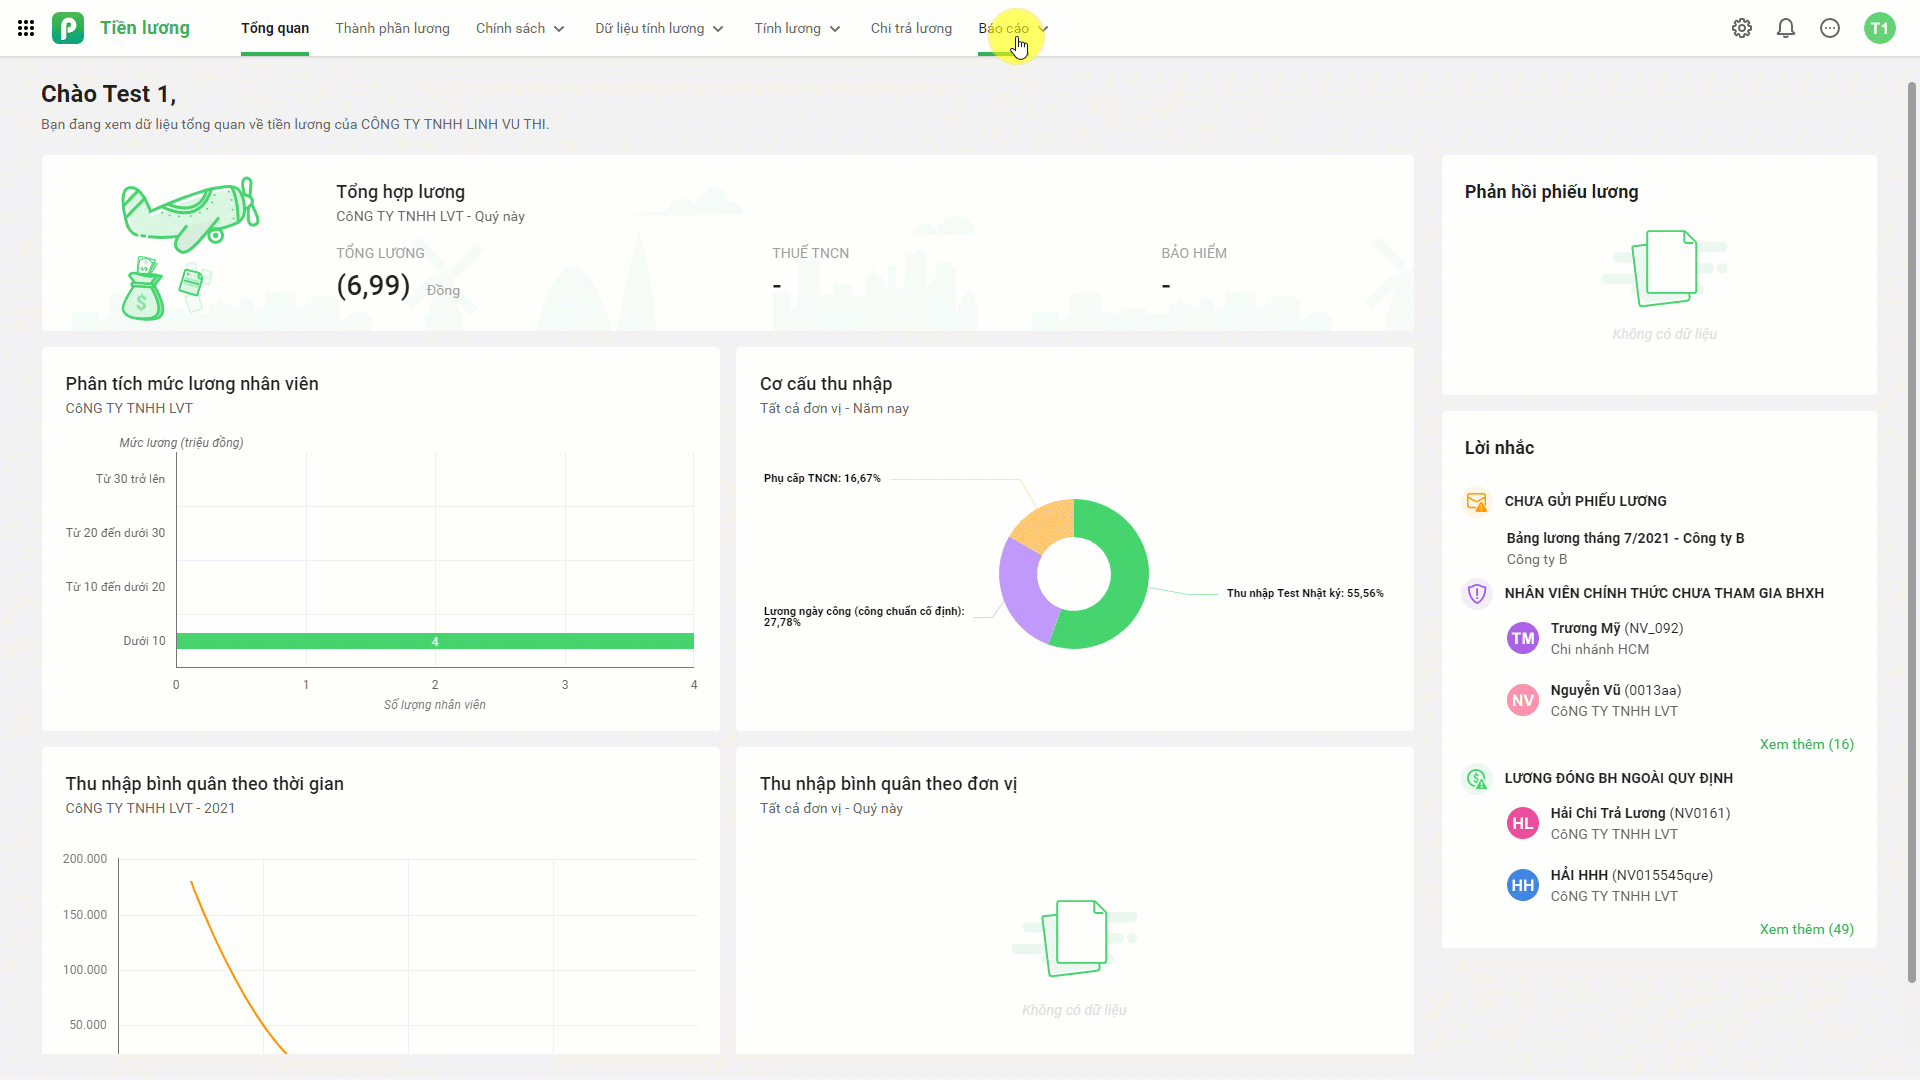 Tiền lương
Tổng quan
Thành phần lương
Chính sách
Dữ liệu tính lương
Tính lương
Chi trả lương
Báo cáo
T1
Chào Test 1,
Bạn đang xem dữ liệu tổng quan về tiền lương của CÔNG TY TNHH LINH VU THI.
Tổng hợp lương
CôNG TY TNHH LVT - Quý này
TỔNG LƯƠNG
(6,99) Đồng
THUẾ TNCN
-
BẢO HIỂM
-
Phân tích mức lương nhân viên
CôNG TY TNHH LVT
Mức lương (triệu đồng)
Từ 30 trở lên
Từ 20 đến dưới 30
Từ 10 đến dưới 20
Dưới 10
4
0 1 2 3 4
Số lượng nhân viên
Cơ cấu thu nhập
Tất cả đơn vị - Năm nay
Phụ cấp TNCN: 16,67%
Lương ngày công (công chuẩn cố định):
27,78%
Thu nhập Test Nhật ký: 55,56%
Thu nhập bình quân theo thời gian
CôNG TY TNHH LVT - 2021
200.000
150.000
100.000
50.000
Thu nhập bình quân theo đơn vị
Tất cả đơn vị - Quý này
Không có dữ liệu
Phản hồi phiếu lương
Không có dữ liệu
Lời nhắc
CHƯA GỬI PHIẾU LƯƠNG
Bảng lương tháng 7/2021 - Công ty B
Công ty B
NHÂN VIÊN CHÍNH THỨC CHƯA THAM GIA BHXH
TM
Trương Mỹ (NV_092)
Chi nhánh HCM
NV
Nguyễn Vũ (0013aa)
CôNG TY TNHH LVT
Xem thêm (16)
LƯƠNG ĐÓNG BH NGOÀI QUY ĐỊNH
HL
Hải Chi Trả Lương (NV0161)
CôNG TY TNHH LVT
HH
HẢI HHH (NV015545qưe)
CôNG TY TNHH LVT
Xem thêm (49)